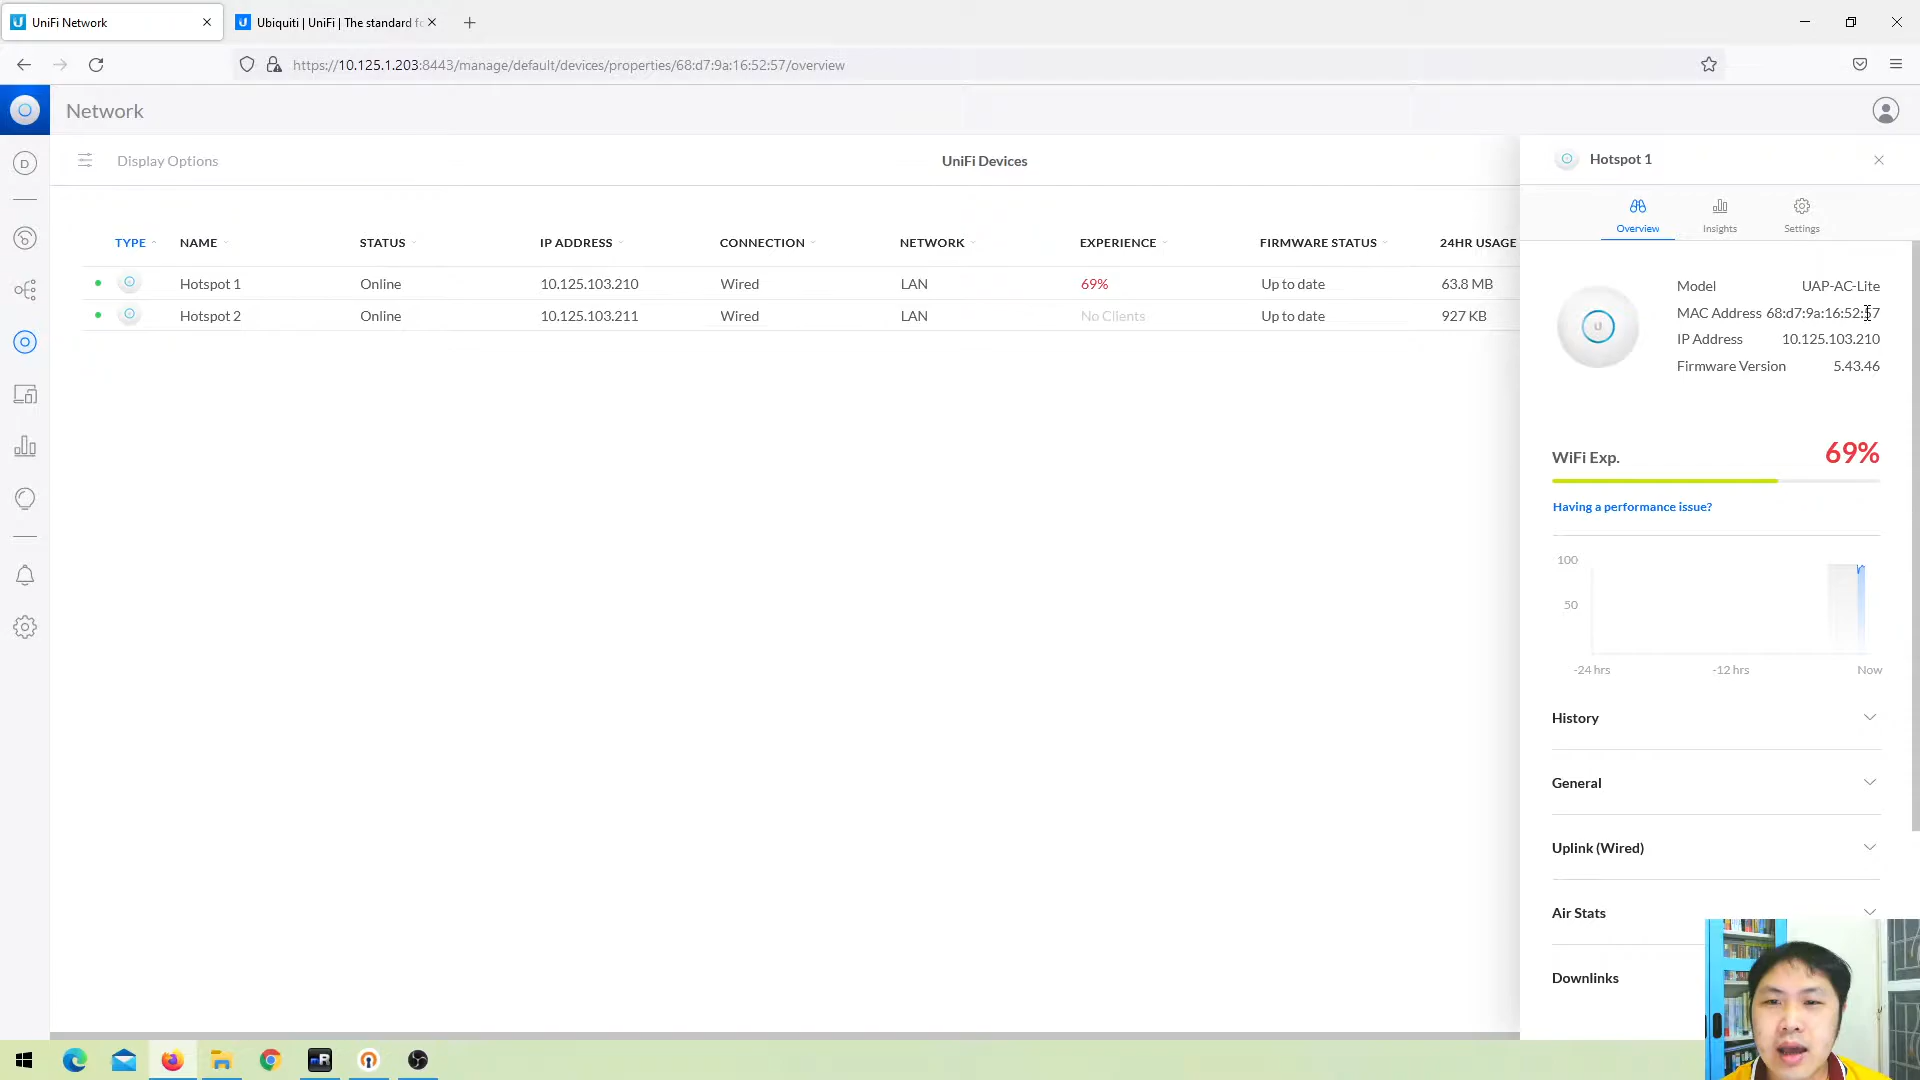 UniFi Network
Ubiquiti | UniFi | The standard f
https://10.125.1.203:8443/manage/default/devices/properties/68:d7:9a:16:52:57/overview
Network
D
Display Options
UniFi Devices
TYPE NAME STATUS IP ADDRESS CONNECTION NETWORK EXPERIENCE FIRMWARE STATUS 24HR USAGE
Hotspot 1 Online 10.125.103.210 Wired LAN 69% Up to date 63.8 MB
Hotspot 2 Online 10.125.103.211 Wired LAN No Clients Up to date 927 KB
Hotspot 1
Overview Insights Settings
Model UAP-AC-Lite
MAC Address 68:d7:9a:16:52:57
IP Address 10.125.103.210
Firmware Version 5.43.46
WiFi Exp. 69%
Having a performance issue?
100
50
-24 hrs -12 hrs Now
History
General
Uplink (Wired)
Air Stats
Downlinks